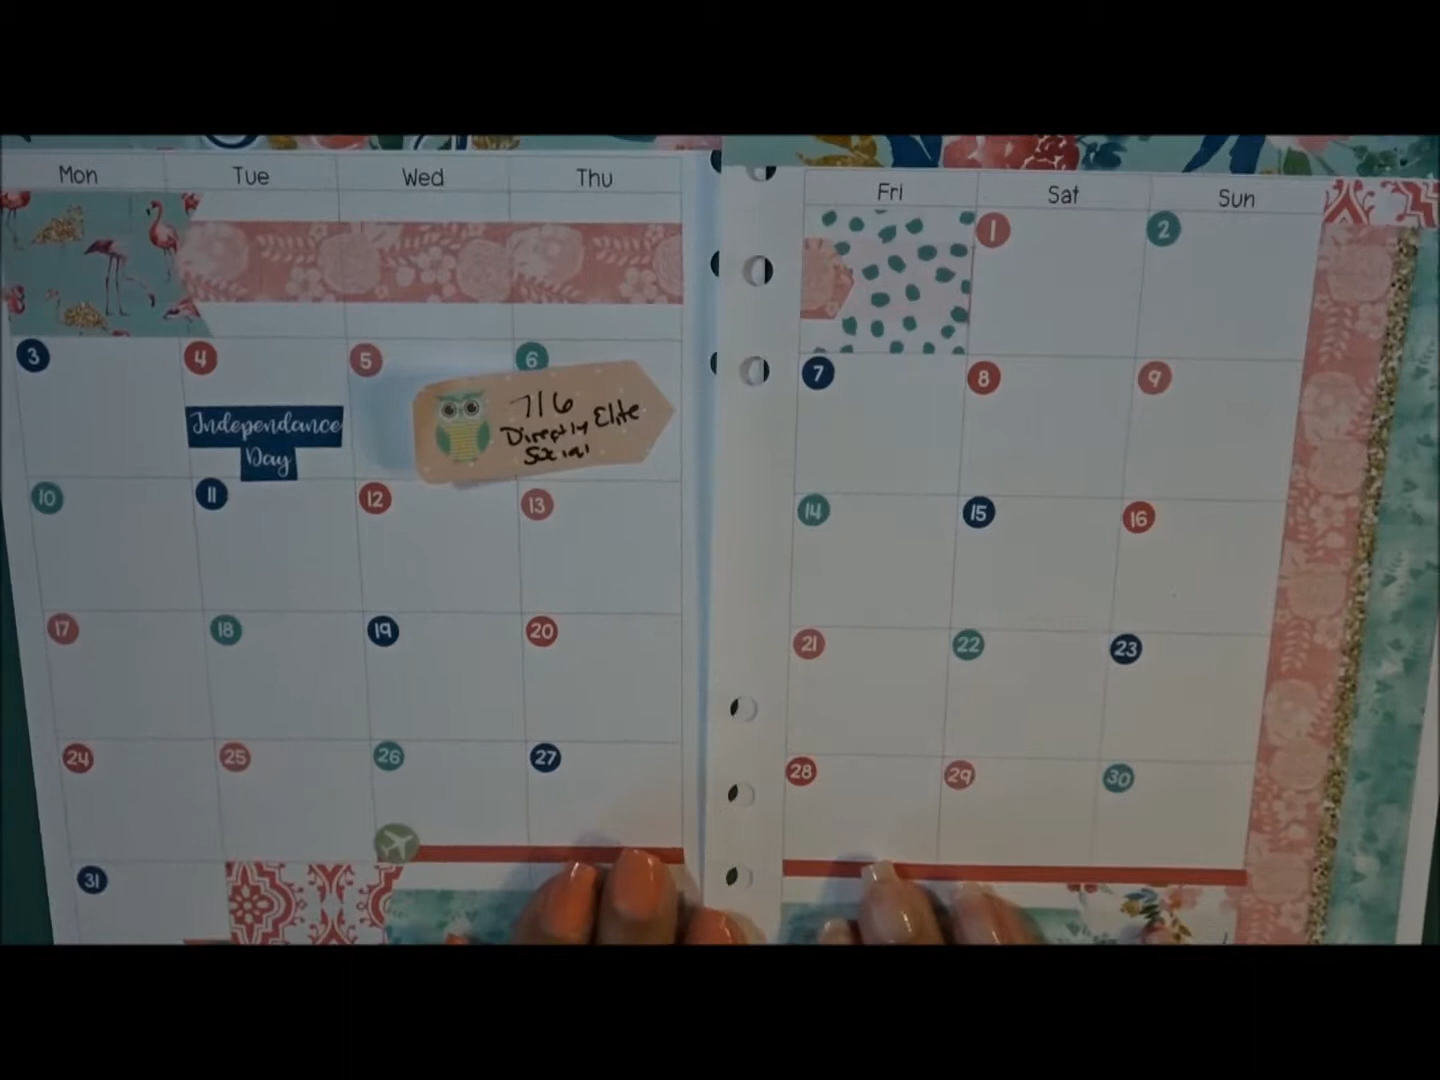 Mon Tue Wed Thu Fri Sat Sun
1 2
3 4 5 6 7 8 9
Independance
Day
7/6
Directly Elite
Social
10 11 12 13 14 15 16
17 18 19 20 21 22 23
24 25 26 27 28 29 30
31